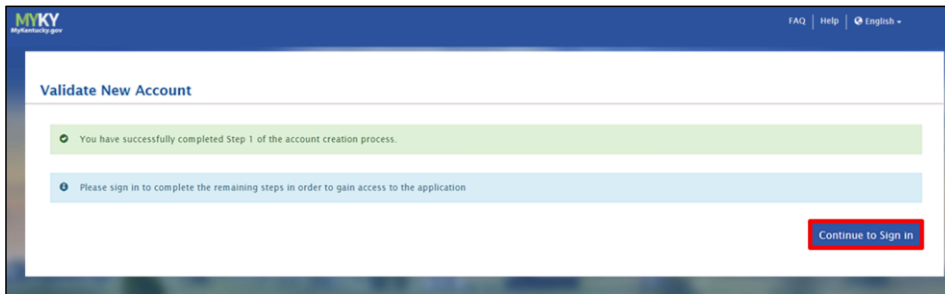 MYKY
MyKentucky.gov
FAQ | Help | English
Validate New Account
You have successfully completed Step 1 of the account creation process.
Please sign in to complete the remaining steps in order to gain access to the application
Continue to Sign in